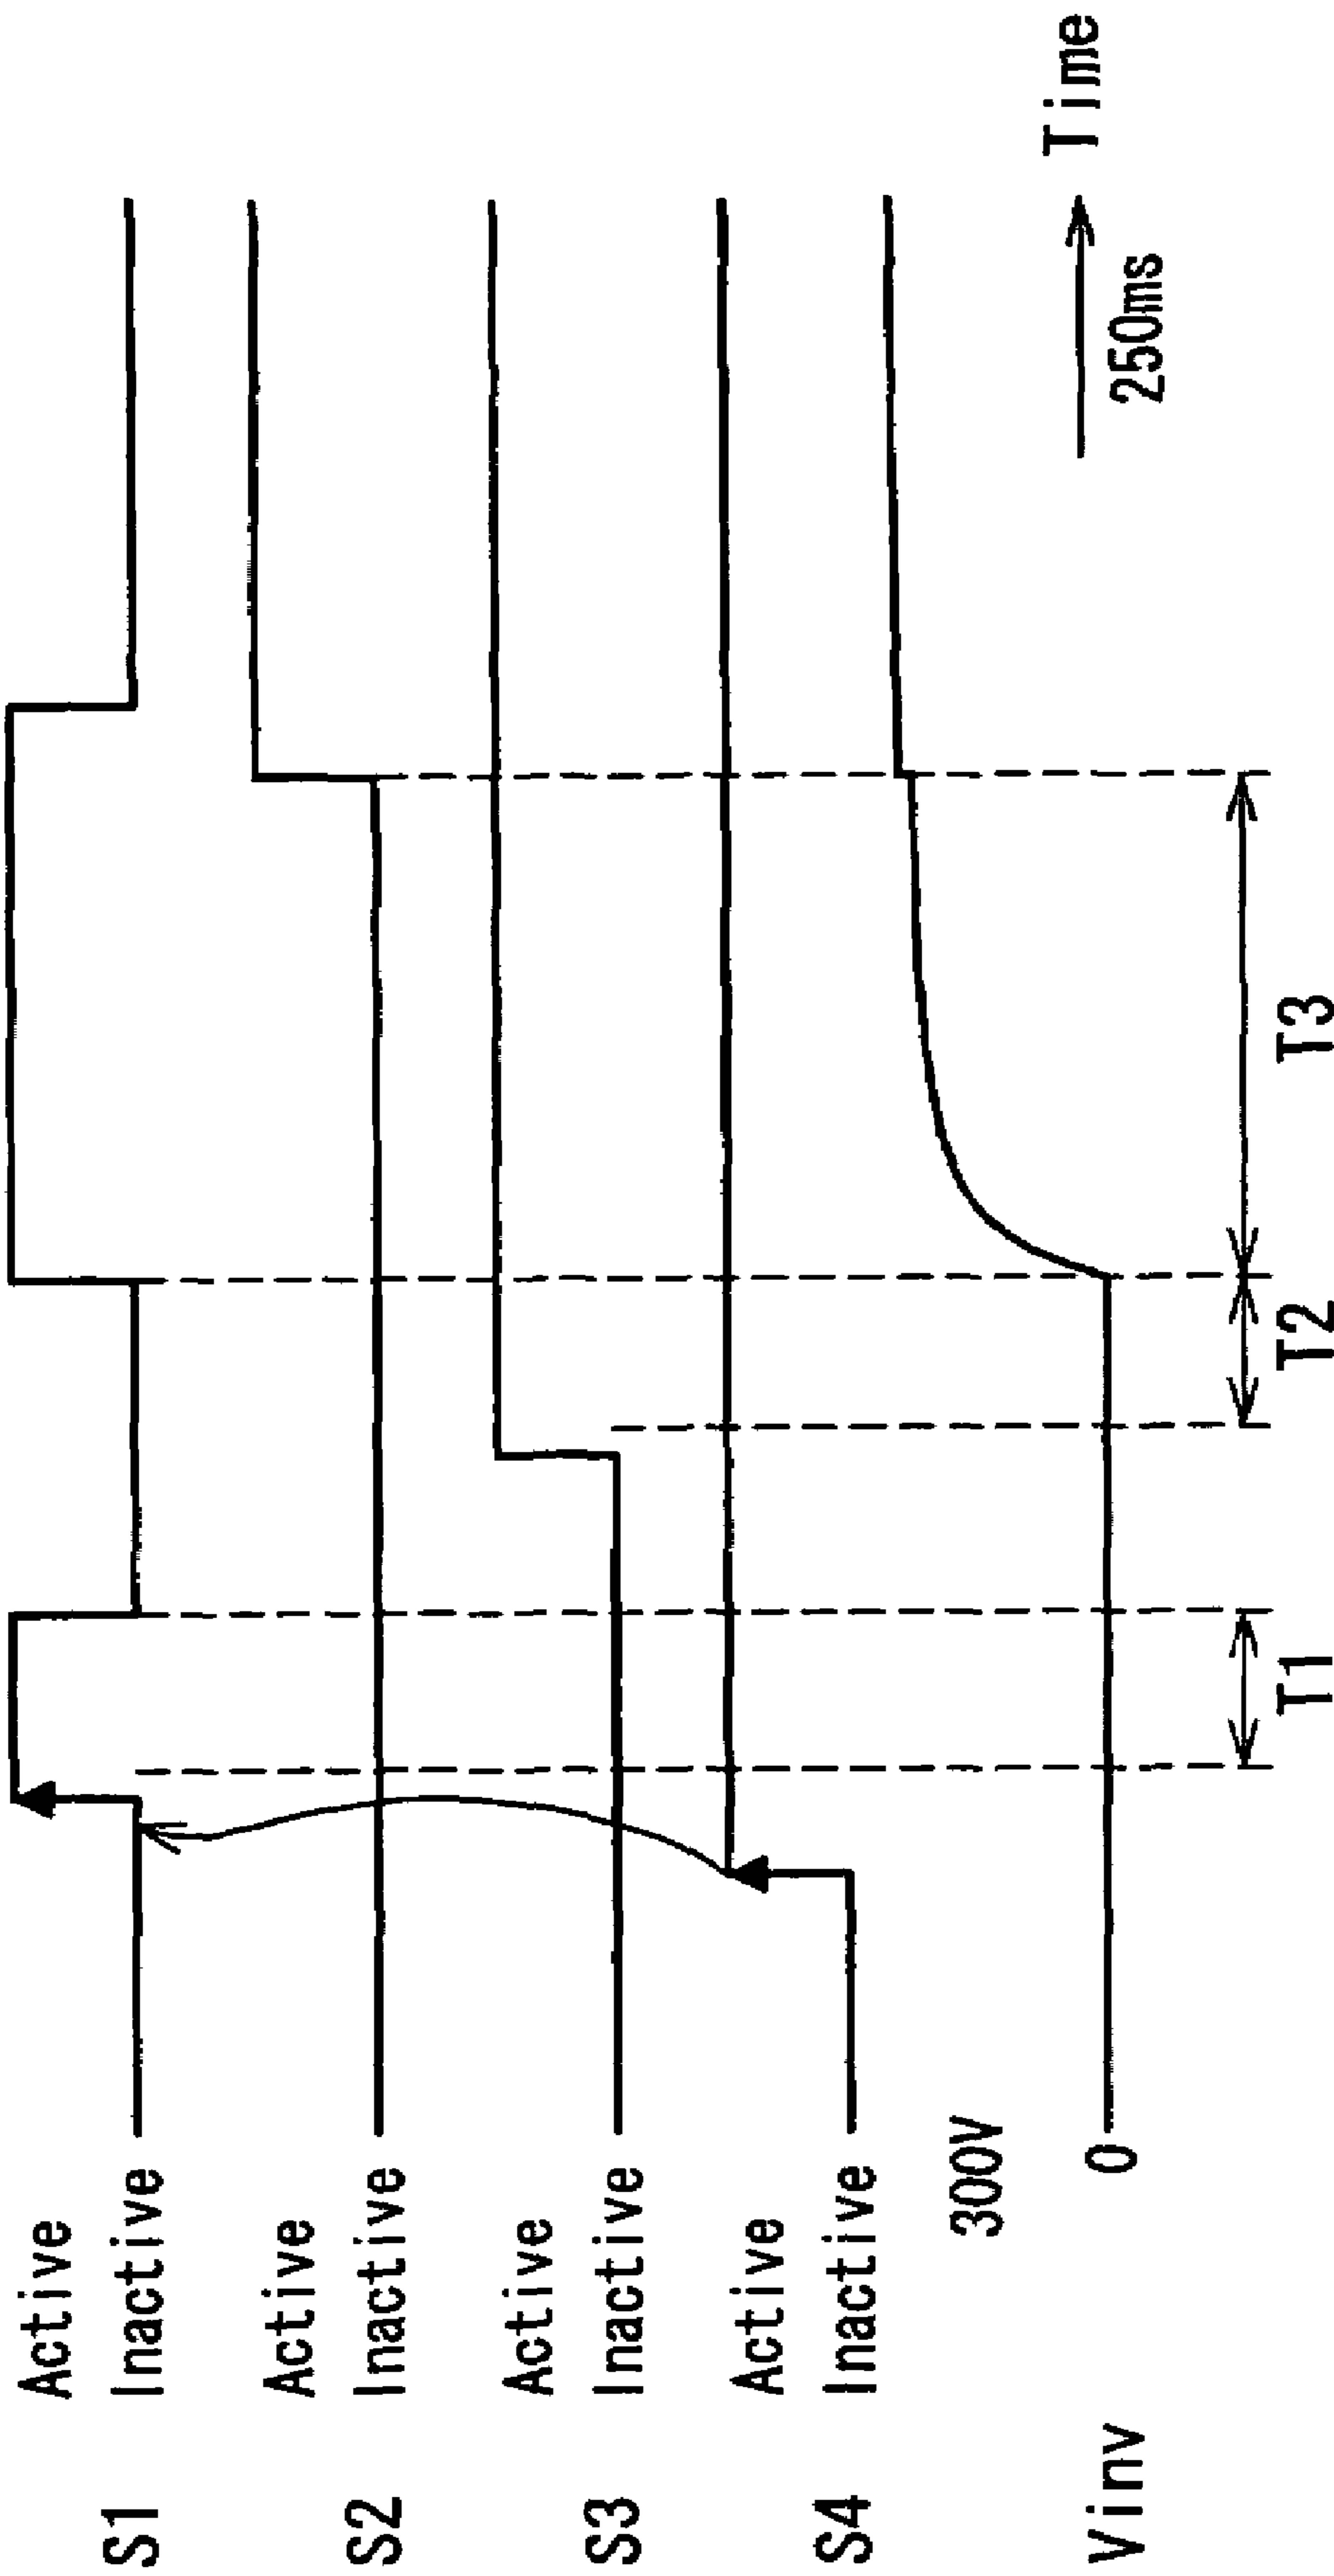 S1 Active
Inactive
S2 Active
Inactive
S3 Active
Inactive
S4 Active
Inactive
300V
Vinv 0
250ms
Time
T1 T2 T3